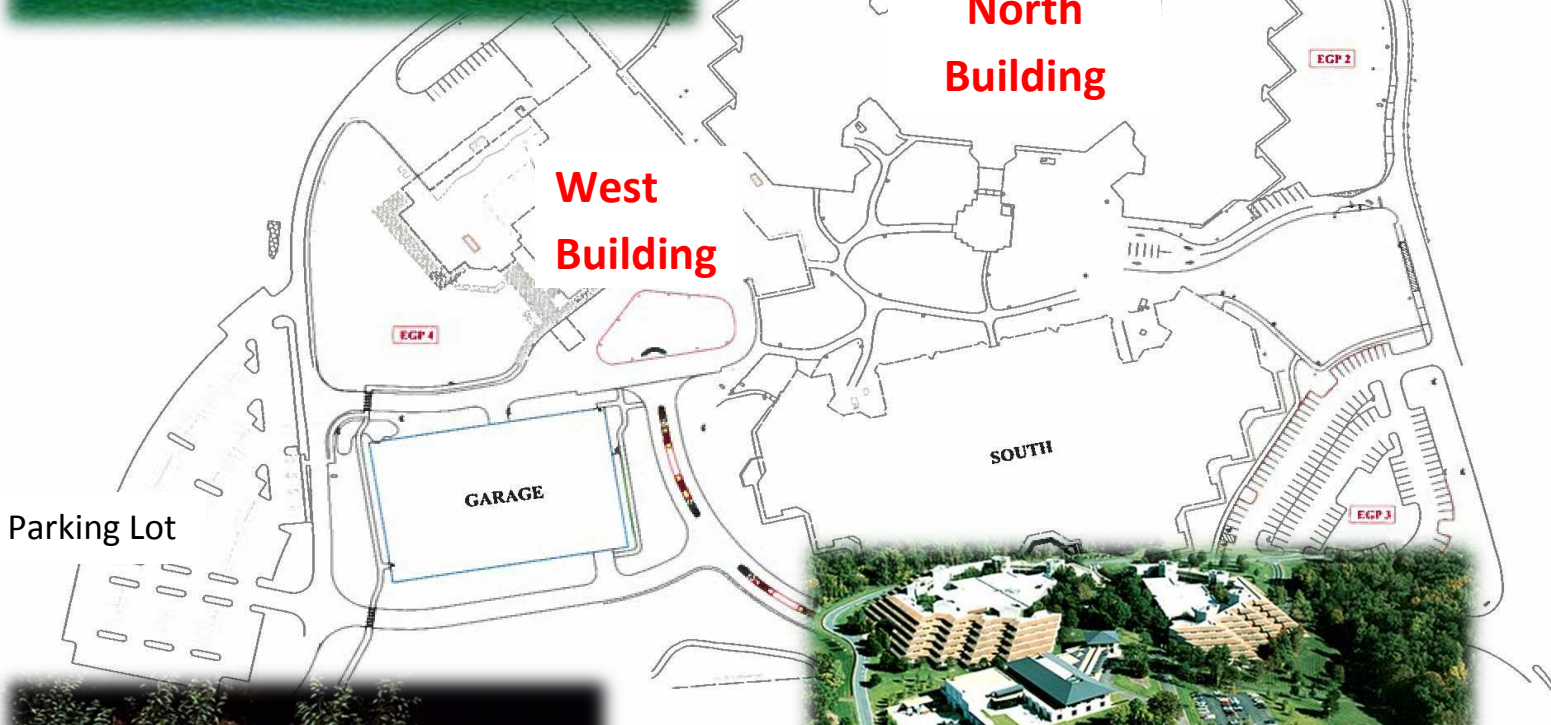 North
Building
EGP 2
West
Building
EGP 4
SOUTH
GARAGE
EGP 3
Parking Lot